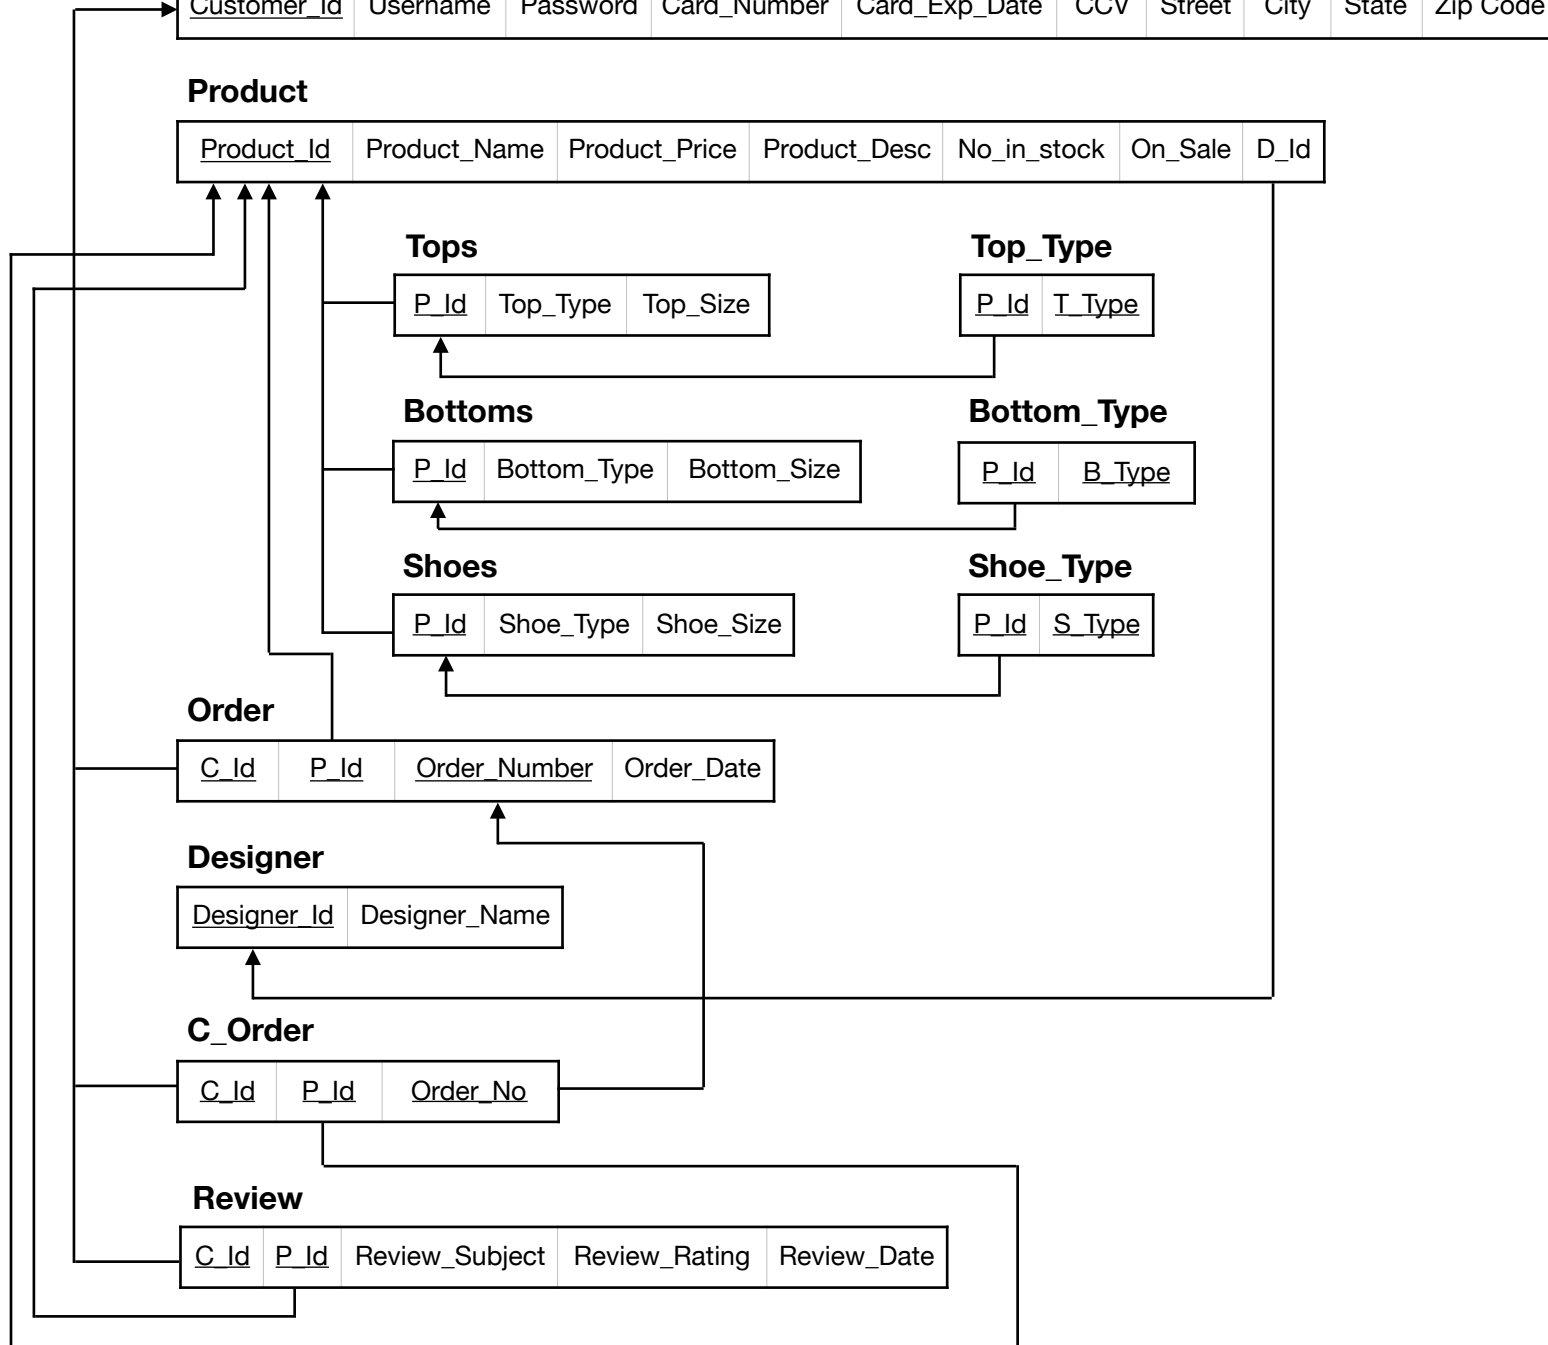 Customer_Id Username Password Card_Number Card_Exp_Date CCV Street City State Zip Code
Product
Product_Id Product_Name Product_Price Product_Desc No_in_stock On_Sale D_Id
Tops Top_Type
P_Id Top_Type Top_Size P_Id T_Type
Bottoms Bottom_Type
P_Id Bottom_Type Bottom_Size P_Id B_Type
Shoes Shoe_Type
P_Id Shoe_Type Shoe_Size P_Id S_Type
Order
C_Id P_Id Order_Number Order_Date
Designer
Designer_Id Designer_Name
C_Order
C_Id P_Id Order_No
Review
C_Id P_Id Review_Subject Review_Rating Review_Date